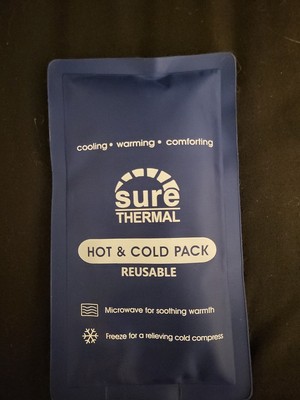 cooling • warming • comforting
sure
THERMAL
HOT & COLD PACK
REUSABLE
Microwave for soothing warmth
Freeze for a relieving cold compress